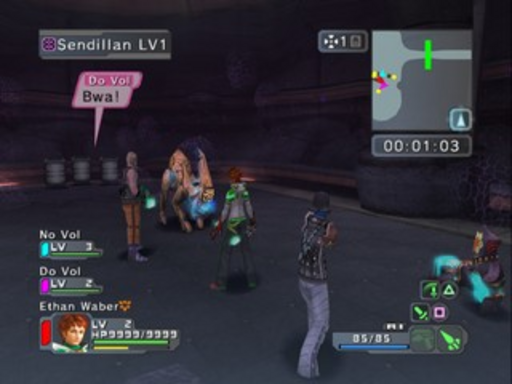 Sendillan LV1
1
Do Vol
Bwa!
00:01:03
No Vol
LV 3
Do Vol
LV 2
Ethan Waber
LV 2
HP9999/9999
85/85